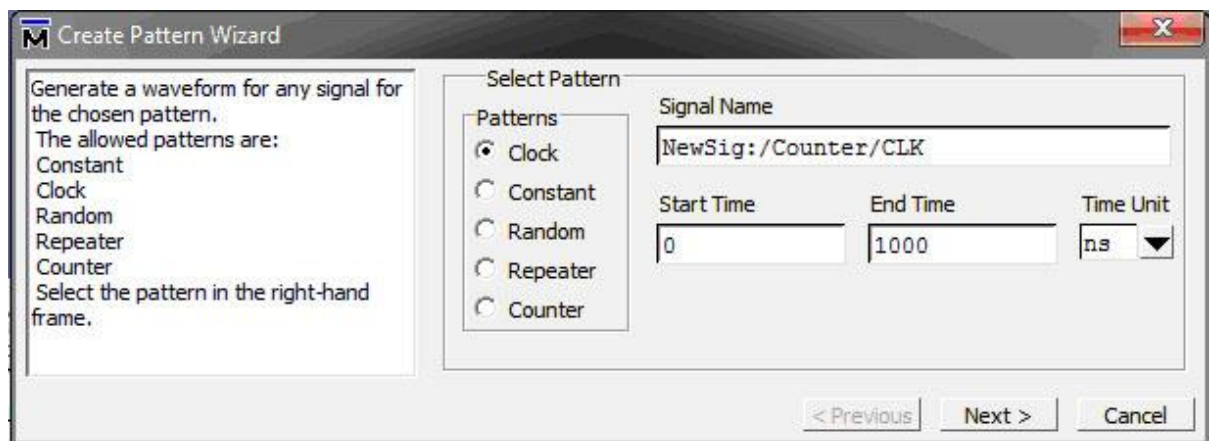 Create Pattern Wizard
Generate a waveform for any signal for
the chosen pattern.
The allowed patterns are:
Constant
Clock
Random
Repeater
Counter
Select the pattern in the right-hand
frame.
Select Pattern
Patterns
Clock
Constant
Random
Repeater
Counter
Signal Name
NewSig:/Counter/CLK
Start Time End Time Time Unit
0 1000 ns
< Previous Next > Cancel